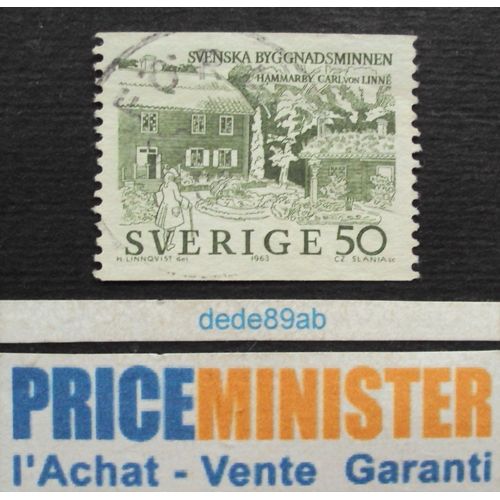 SVENSKA BYGGNADSMINNEN
HAMMARBY CARL VON LINNÉ
SVERIGE 50
H. LINNQVIST del. 1963 CZ. SLANIA sc.
dede89ab
PRICEMINISTER
l'Achat - Vente Garanti